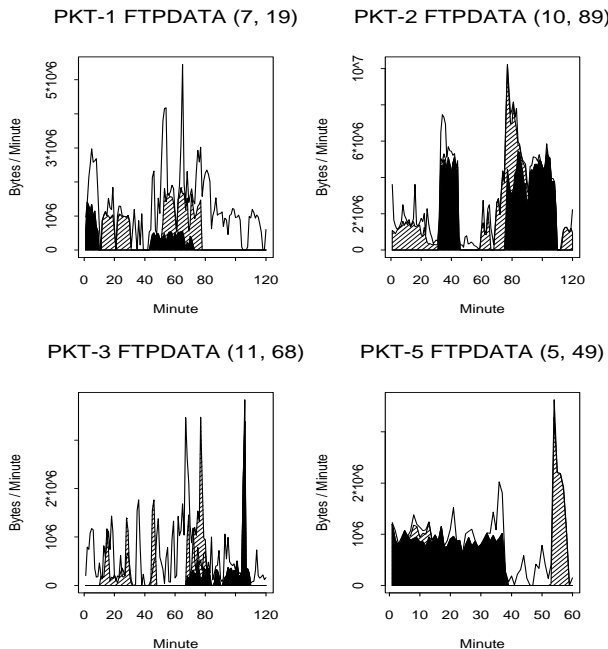 PKT-1 FTPDATA (7, 19)
Bytes / Minute
0
10^6
3*10^6
5*10^6
0 20 40 60 80 120
Minute
PKT-2 FTPDATA (10, 89)
Bytes / Minute
0
2*10^6
6*10^6
10^7
0 20 40 60 80 120
Minute
PKT-3 FTPDATA (11, 68)
Bytes / Minute
0
10^6
2*10^6
0 20 40 60 80 120
Minute
PKT-5 FTPDATA (5, 49)
Bytes / Minute
0
10^6
2*10^6
0 10 20 30 40 50 60
Minute